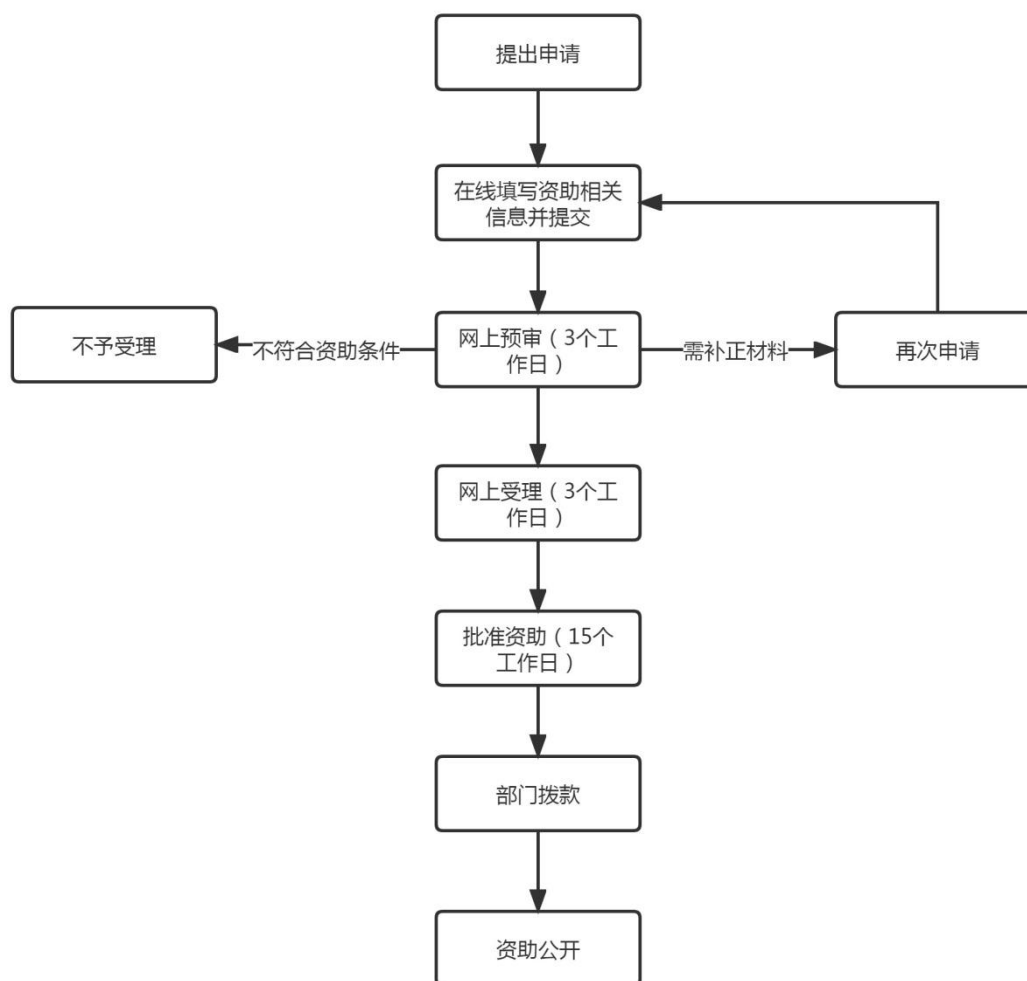 提出申请
在线填写资助相关
信息并提交
不予受理
不符合资助条件
网上预审（3个工
作日）
需补正材料
再次申请
网上受理（3个工
作日）
批准资助（15个
工作日）
部门拨款
资助公开